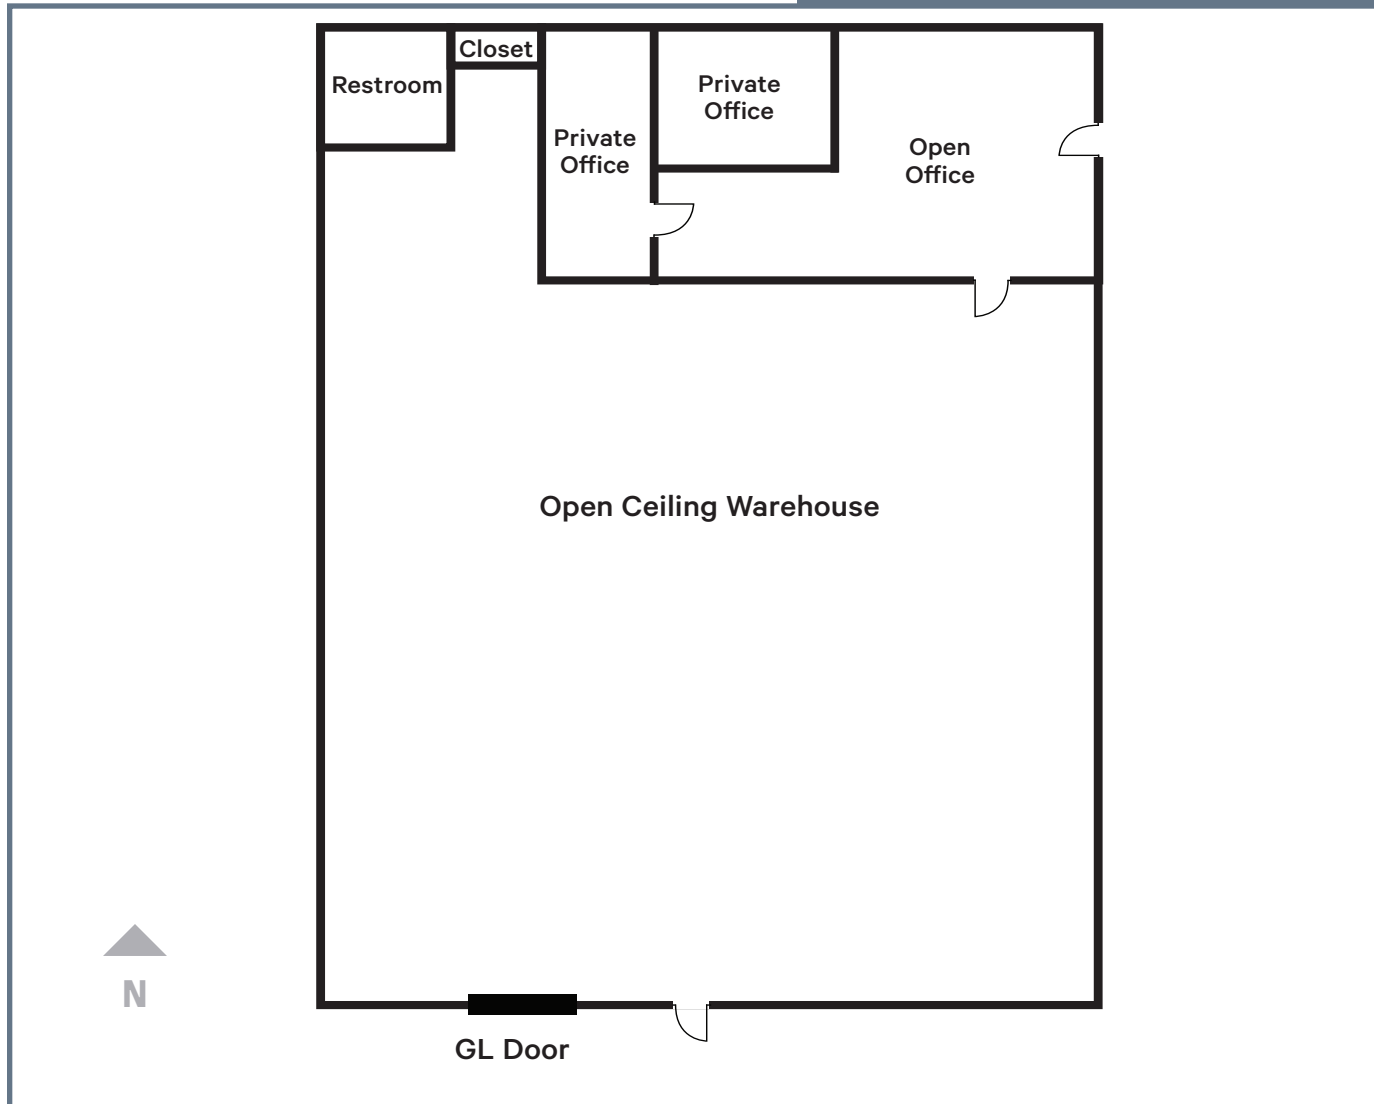 Closet
Restroom
Private
Office
Private
Office
Open
Office
Open Ceiling Warehouse
N
GL Door